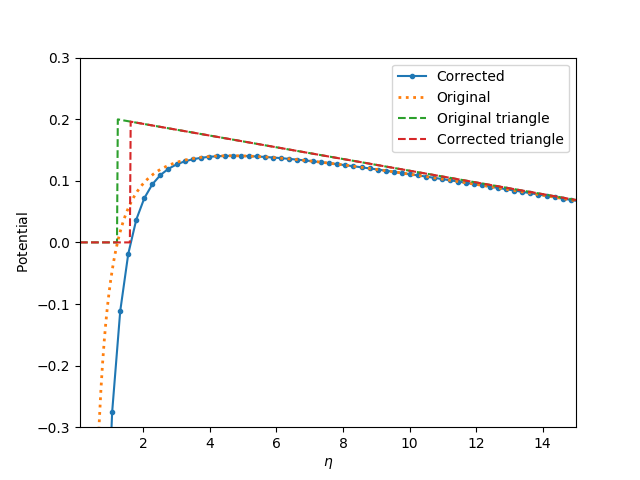 0.3
0.2
0.1
0.0
−0.1
−0.2
−0.3
Potential
2 4 6 8 10 12 14
η
Corrected
Original
Original triangle
Corrected triangle